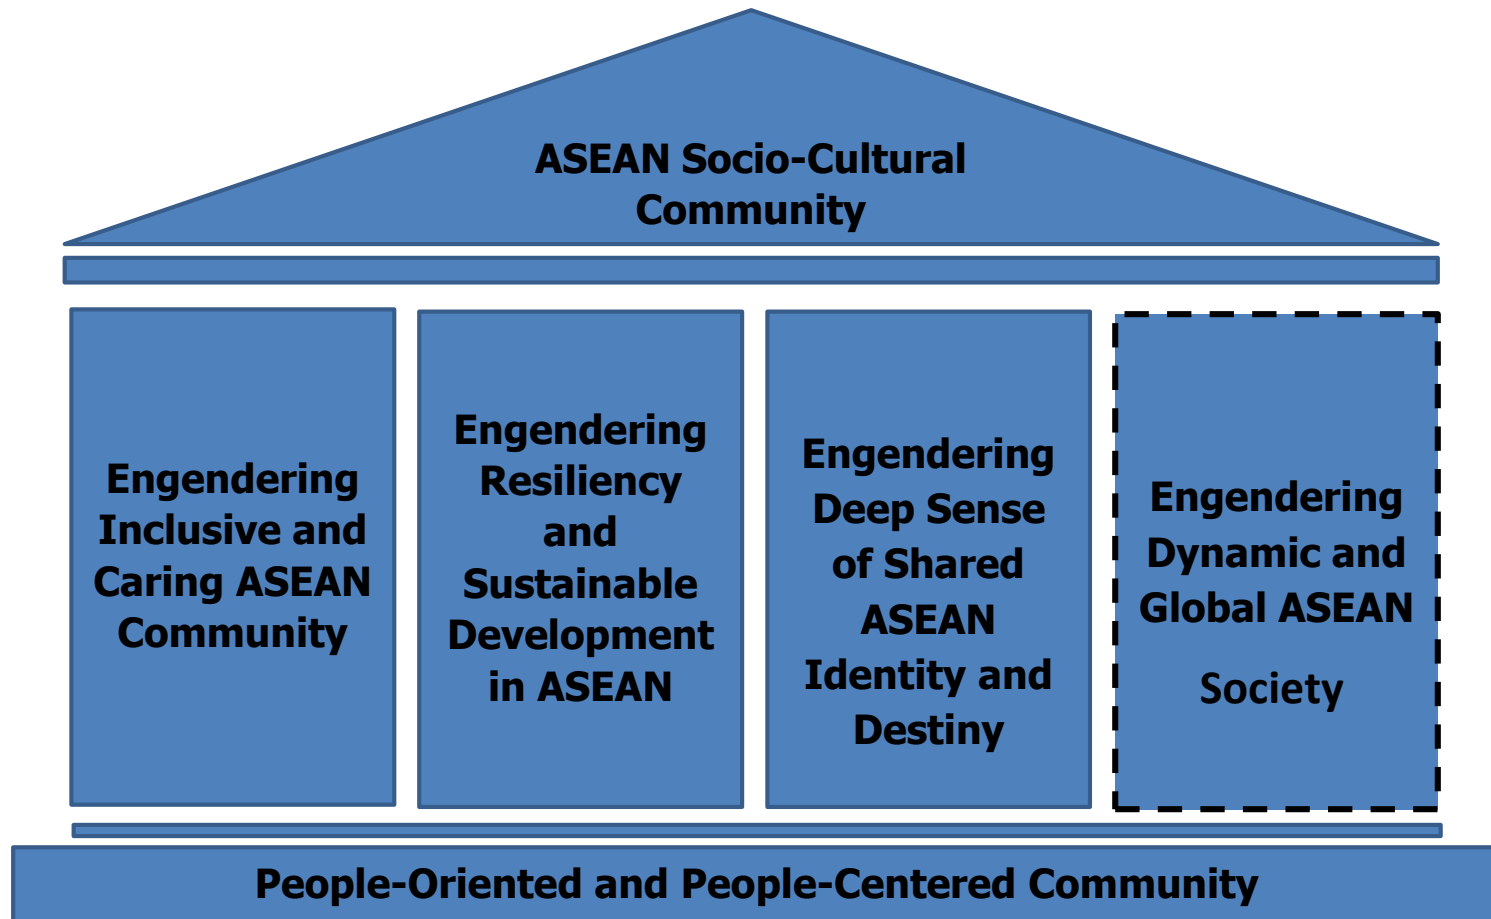 ASEAN Socio-Cultural
Community
Engendering
Inclusive and
Caring ASEAN
Community
Engendering
Resiliency
and
Sustainable
Development
in ASEAN
Engendering
Deep Sense
of Shared
ASEAN
Identity and
Destiny
Engendering
Dynamic and
Global ASEAN
Society
People-Oriented and People-Centered Community